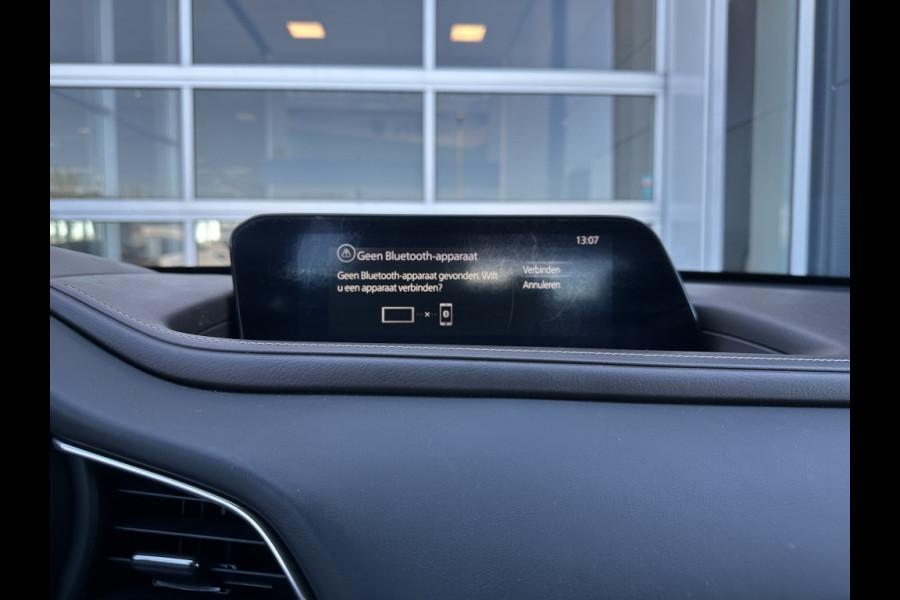 13:07
Geen Bluetooth-apparaat
Geen Bluetooth-apparaat gevonden. Wilt
u een apparaat verbinden?
Verbinden
Annuleren